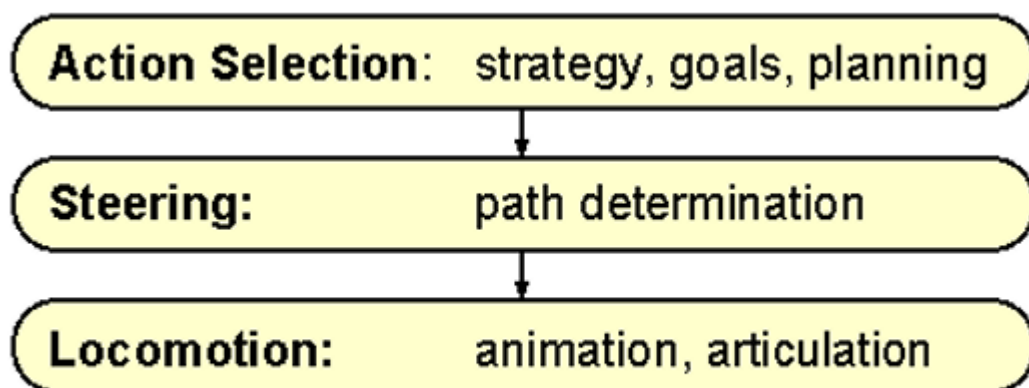 Action Selection: strategy, goals, planning
Steering: path determination
Locomotion: animation, articulation